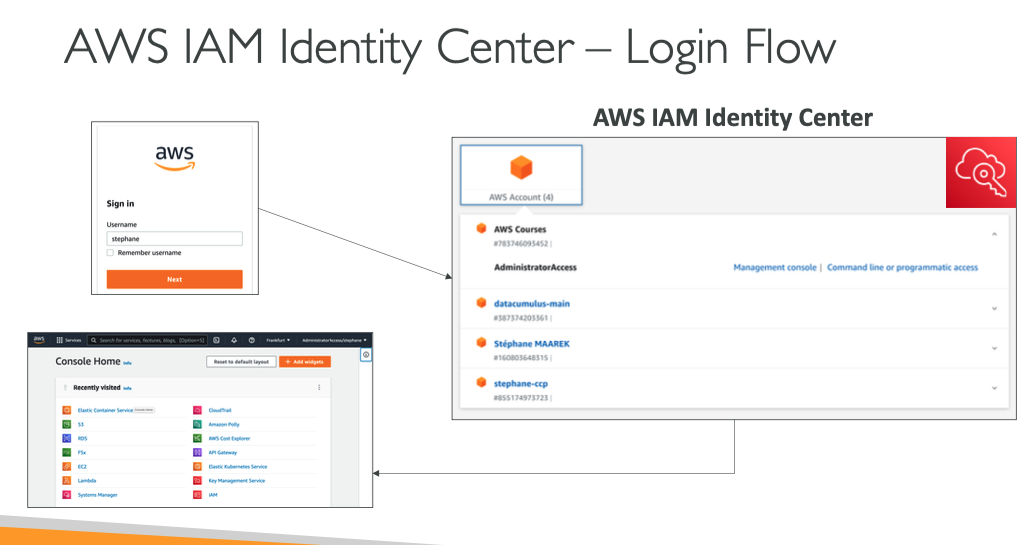 AWS IAM Identity Center – Login Flow
AWS IAM Identity Center
aws
Sign in
Username
stephane
Remember username
Next
AWS Account (4)
AWS Courses
#783746093452 |
AdministratorAccess
Management console | Command line or programmatic access
datacumulus-main
#387374203361 |
Stéphane MAAREK
#160803648315 |
stephane-ccp
#855174973723 |
aws
Services
Search for services, features, blogs, [Option+S]
Frankfurt
AdministratorAccess/stephane
Console Home Info
Reset to default layout
+ Add widgets
Recently visited Info
Elastic Container Service
CloudTrail
S3
Amazon Polly
RDS
AWS Cost Explorer
FSx
API Gateway
EC2
Elastic Kubernetes Service
Lambda
Key Management Service
Systems Manager
IAM